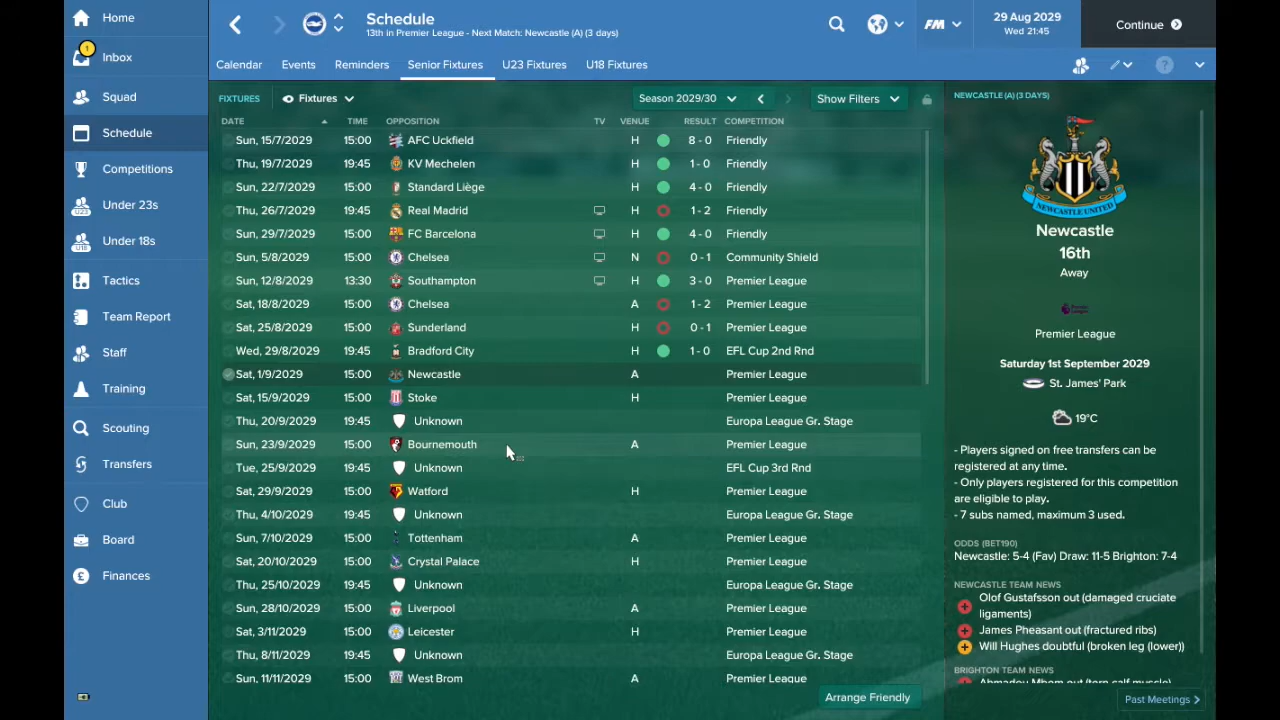 Home
Inbox
1
Squad
Schedule
Competitions
Under 23s
U23
Under 18s
U18
Tactics
Team Report
Staff
Training
Scouting
Transfers
Club
Board
Finances
Schedule
13th in Premier League - Next Match: Newcastle (A) (3 days)
FM
29 Aug 2029
Wed 21:45
Continue
Calendar Events Reminders Senior Fixtures U23 Fixtures U18 Fixtures
FIXTURES Fixtures Season 2029/30 Show Filters
DATE TIME OPPOSITION TV VENUE RESULT COMPETITION
Sun, 15/7/2029 15:00 AFC Uckfield H 8 - 0 Friendly
Thu, 19/7/2029 19:45 KV Mechelen H 1 - 0 Friendly
Sun, 22/7/2029 15:00 Standard Liège H 4 - 0 Friendly
Thu, 26/7/2029 19:45 Real Madrid H 1 - 2 Friendly
Sun, 29/7/2029 15:00 FC Barcelona H 4 - 0 Friendly
Sun, 5/8/2029 15:00 Chelsea N 0 - 1 Community Shield
Sun, 12/8/2029 13:30 Southampton H 3 - 0 Premier League
Sat, 18/8/2029 15:00 Chelsea A 1 - 2 Premier League
Sat, 25/8/2029 15:00 Sunderland H 0 - 1 Premier League
Wed, 29/8/2029 19:45 Bradford City H 1 - 0 EFL Cup 2nd Rnd
Sat, 1/9/2029 15:00 Newcastle A Premier League
Sat, 15/9/2029 15:00 Stoke H Premier League
Thu, 20/9/2029 19:45 Unknown Europa League Gr. Stage
Sun, 23/9/2029 15:00 Bournemouth A Premier League
Tue, 25/9/2029 19:45 Unknown EFL Cup 3rd Rnd
Sat, 29/9/2029 15:00 Watford H Premier League
Thu, 4/10/2029 19:45 Unknown Europa League Gr. Stage
Sun, 7/10/2029 15:00 Tottenham A Premier League
Sat, 20/10/2029 15:00 Crystal Palace H Premier League
Thu, 25/10/2029 19:45 Unknown Europa League Gr. Stage
Sun, 28/10/2029 15:00 Liverpool A Premier League
Sat, 3/11/2029 15:00 Leicester H Premier League
Thu, 8/11/2029 19:45 Unknown Europa League Gr. Stage
Sun, 11/11/2029 15:00 West Brom A Premier League
Arrange Friendly
NEWCASTLE (A) (3 DAYS)
NEWCASTLE UNITED
Newcastle
16th
Away
Premier League
Saturday 1st September 2029
St. James' Park
19°C
- Players signed on free transfers can be
registered at any time.
- Only players registered for this competition
are eligible to play.
- 7 subs named, maximum 3 used.
ODDS (BET190)
Newcastle: 5-4 (Fav) Draw: 11-5 Brighton: 7-4
NEWCASTLE TEAM NEWS
Olof Gustafsson out (damaged cruciate
ligaments)
James Pheasant out (fractured ribs)
Will Hughes doubtful (broken leg (lower))
BRIGHTON TEAM NEWS
Ahmadou Mbom out (torn calf muscle)
Past Meetings